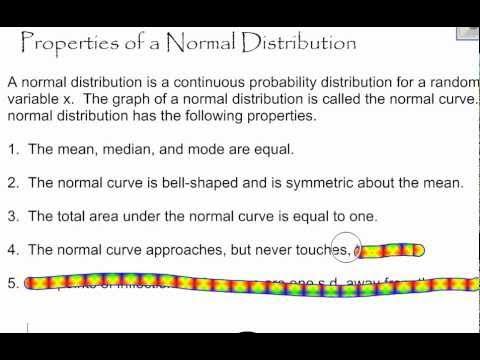 Properties of a Normal Distribution
A normal distribution is a continuous probability distribution for a random
variable x. The graph of a normal distribution is called the normal curve.
normal distribution has the following properties.
1. The mean, median, and mode are equal.
2. The normal curve is bell-shaped and is symmetric about the mean.
3. The total area under the normal curve is equal to one.
4. The normal curve approaches, but never touches,
5. one s.d. away from